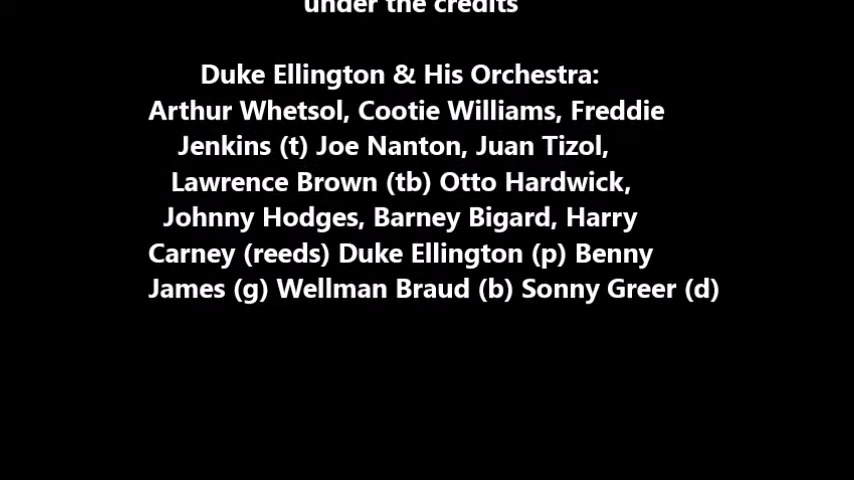 under the credits
Duke Ellington & His Orchestra:
Arthur Whetsol, Cootie Williams, Freddie
Jenkins (t) Joe Nanton, Juan Tizol,
Lawrence Brown (tb) Otto Hardwick,
Johnny Hodges, Barney Bigard, Harry
Carney (reeds) Duke Ellington (p) Benny
James (g) Wellman Braud (b) Sonny Greer (d)